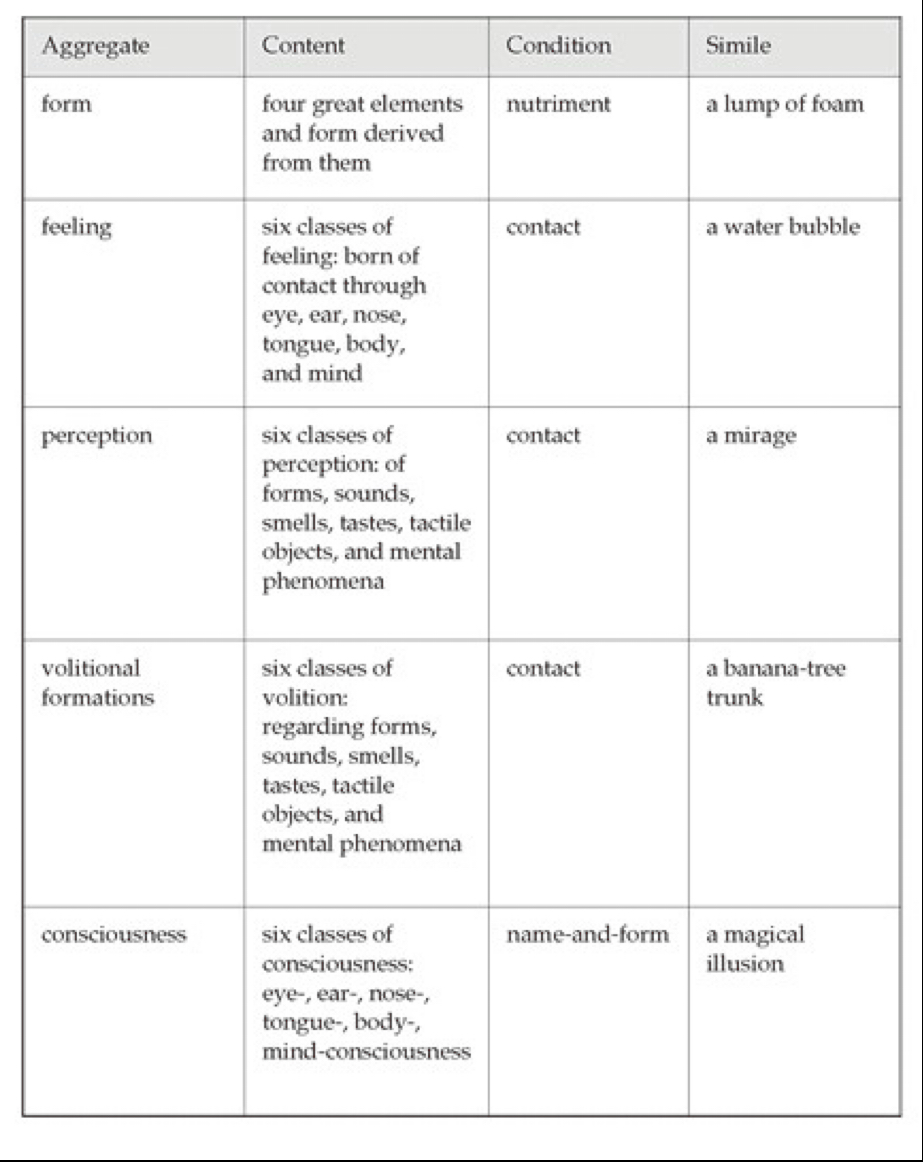 Aggregate Content Condition Simile
form four great elements nutriment a lump of foam
and form derived
from them
feeling six classes of contact a water bubble
feeling: born of
contact through
eye, ear, nose,
tongue, body,
and mind
perception six classes of contact a mirage
perception: of
forms, sounds,
smells, tastes, tactile
objects, and mental
phenomena
volitional six classes of contact a banana-tree
formations volition: trunk
regarding forms,
sounds, smells,
tastes, tactile
objects, and
mental phenomena
consciousness six classes of name-and-form a magical
consciousness: illusion
eye-, ear-, nose-,
tongue-, body-,
mind-consciousness